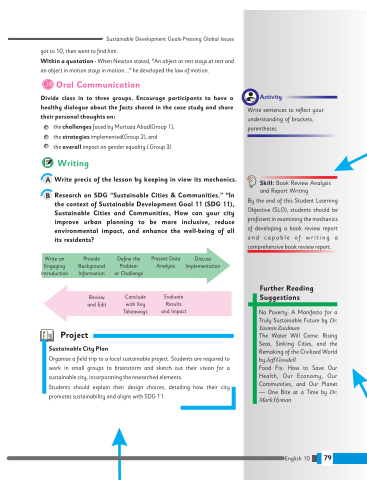 Sustainable Development Goals-Pressing Global Issues
got to 10, then went to find him.
Within a quotation - When Newton stated, "An object at rest stays at rest and
an object in motion stays in motion..." he developed the law of motion.
Oral Communication
Divide class in to three groups. Encourage participants to have a
healthy dialogue about the facts shared in the case study and share
their personal thoughts on:
the challenges faced by Murtaza Abad(Group 1),
the strategies implemented(Group 2), and
the overall impact on gender equality.( Group 3)
Writing
A Write precis of the lesson by keeping in view its mechanics.
B Research on SDG "Sustainable Cities & Communities." "In
the context of Sustainable Development Goal 11 (SDG 11),
Sustainable Cities and Communities, How can your city
improve urban planning to be more inclusive, reduce
environmental impact, and enhance the well-being of all
its residents?
Write an Provide Define the Present Data Discuss
Engaging Background Problem Analysis Implementation
Introduction Information or Challenge
Review Conclude Evaluate
and Edit with Key Results
Takeaways and Impact
Project
Sustainable City Plan
Organize a field trip to a local sustainable project. Students are required to
work in small groups to brainstorm and sketch out their vision for a
sustainable city, incorporating the researched elements.
Students should explain their design choices, detailing how their city
promotes sustainability and aligns with SDG 11.
Activity
Write sentences to reflect your
understanding of brackets,
parentheses.
Skill: Book Review Analysis
and Report Writing
By the end of this Student Learning
Objective (SLO), students should be
proficient in examining the mechanics
of developing a book review report
and capable of writing a
comprehensive book review report.
Further Reading
Suggestions
No Poverty: A Manifesto for a
Truly Sustainable Future by Dr.
Yasmin Zaidman
The Water Will Come: Rising
Seas, Sinking Cities, and the
Remaking of the Civilized World
by Jeff Goodell
Food Fix: How to Save Our
Health, Our Economy, Our
Communities, and Our Planet
— One Bite at a Time by Dr.
Mark Hyman
English 10 79